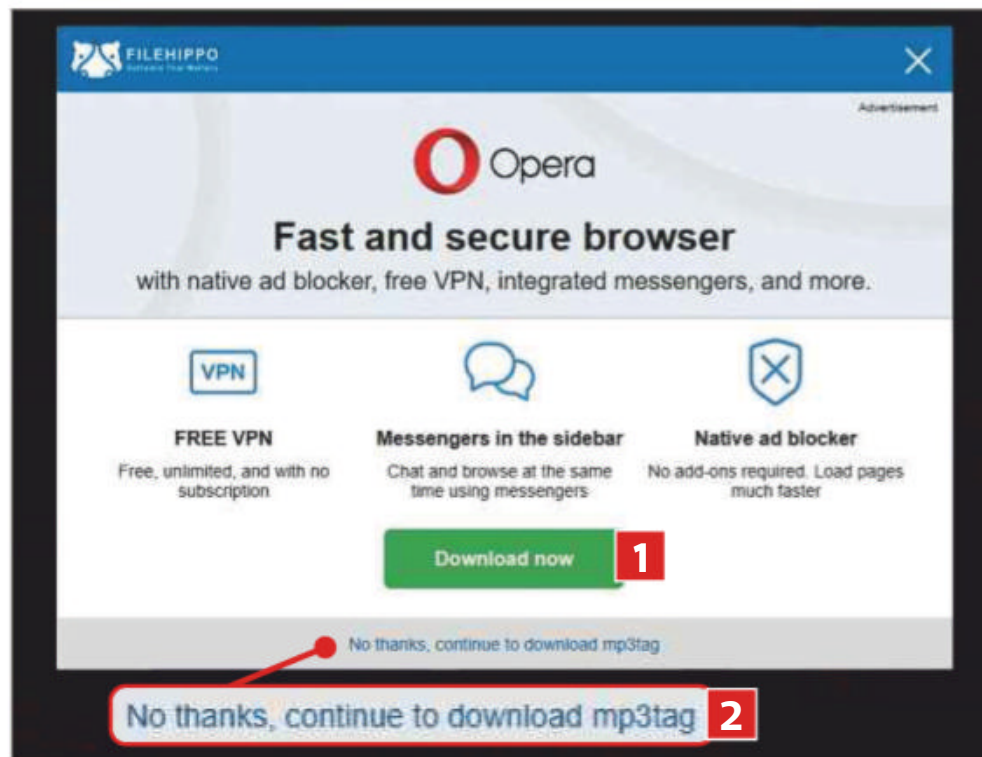 FILEHIPPO
Software That Matters
Advertisement
Opera
Fast and secure browser
with native ad blocker, free VPN, integrated messengers, and more.
VPN
FREE VPN
Free, unlimited, and with no
subscription
Messengers in the sidebar
Chat and browse at the same
time using messengers
Native ad blocker
No add-ons required. Load pages
much faster
Download now
1
No thanks, continue to download mp3tag
No thanks, continue to download mp3tag
2